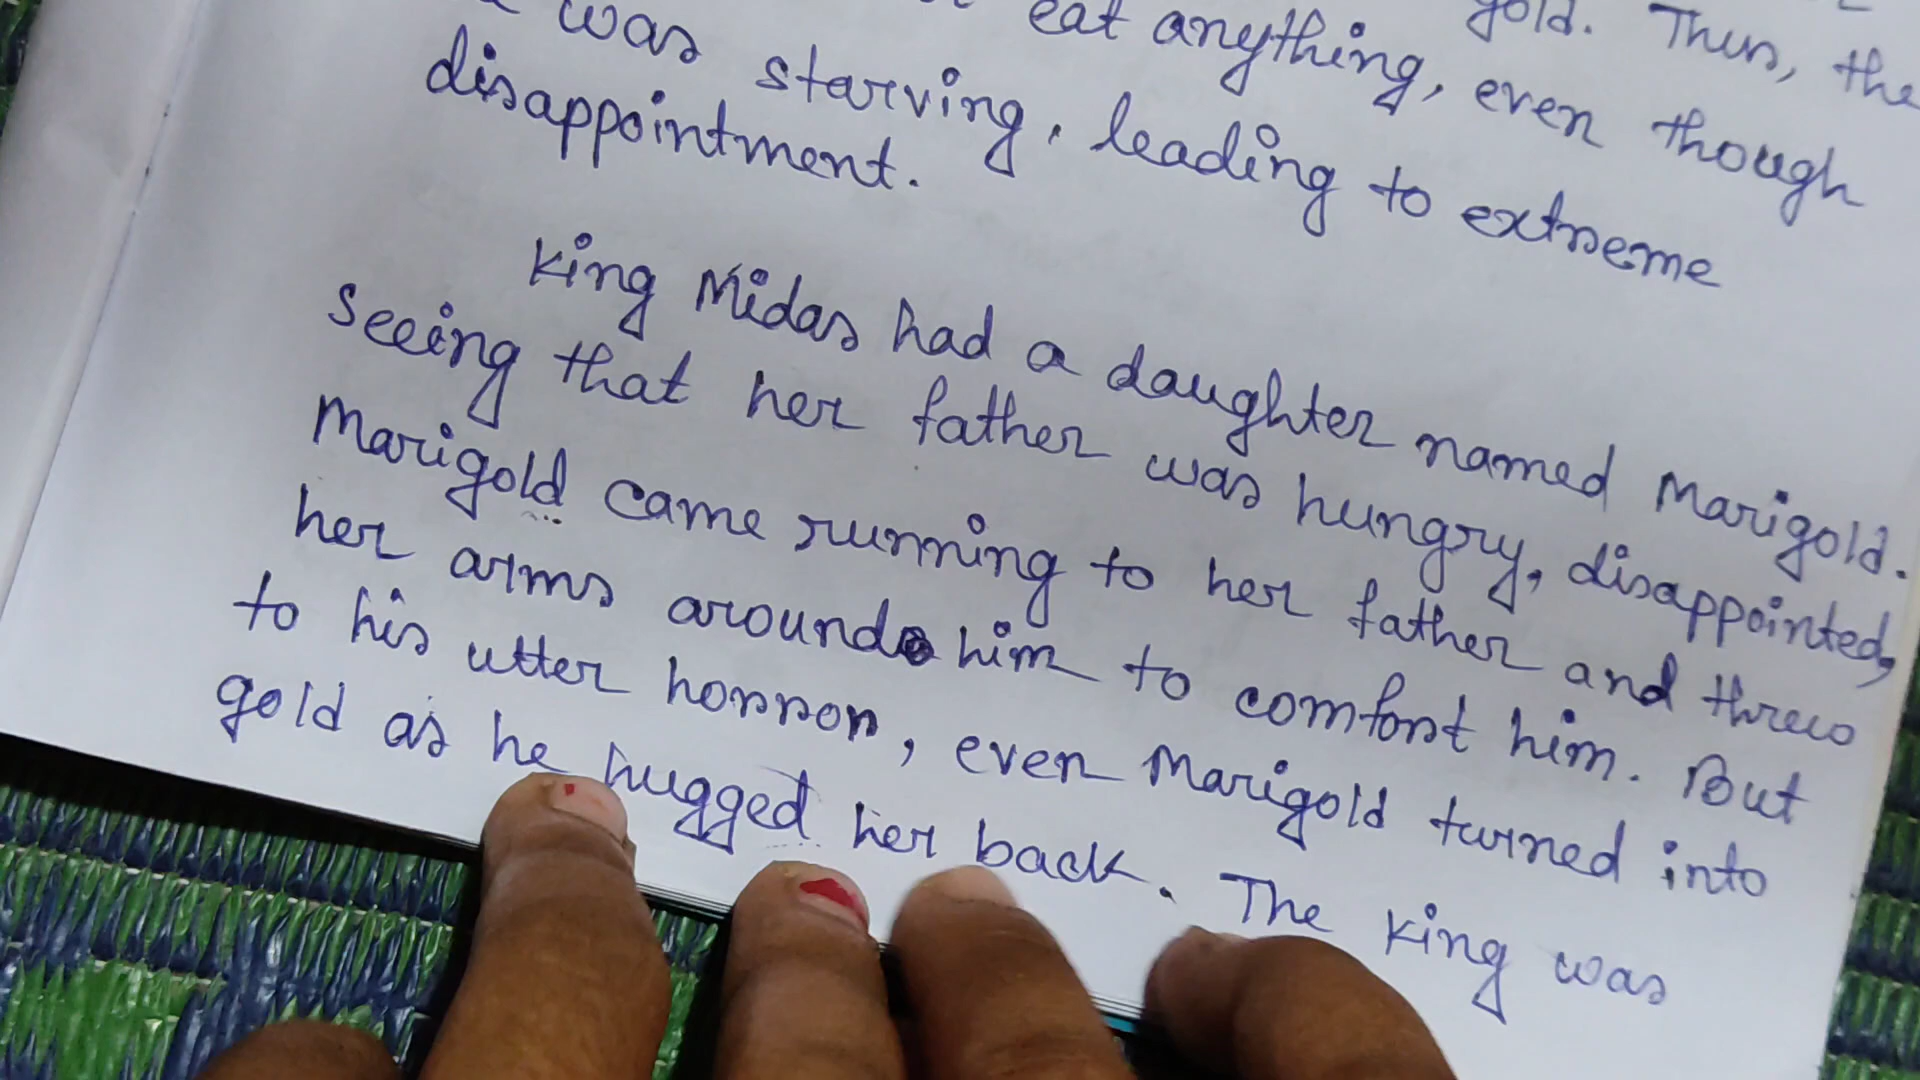 gold. Thus, the
eat anything, even though
was starving, leading to extreme
disappointment.
King Midas had a daughter named Marigold.
Seeing that her father was hungry, disappointed,
Marigold came running to her father and threw
her arms around him to comfort him. But
to his utter horror, even Marigold turned into
gold as he hugged her back. The King was